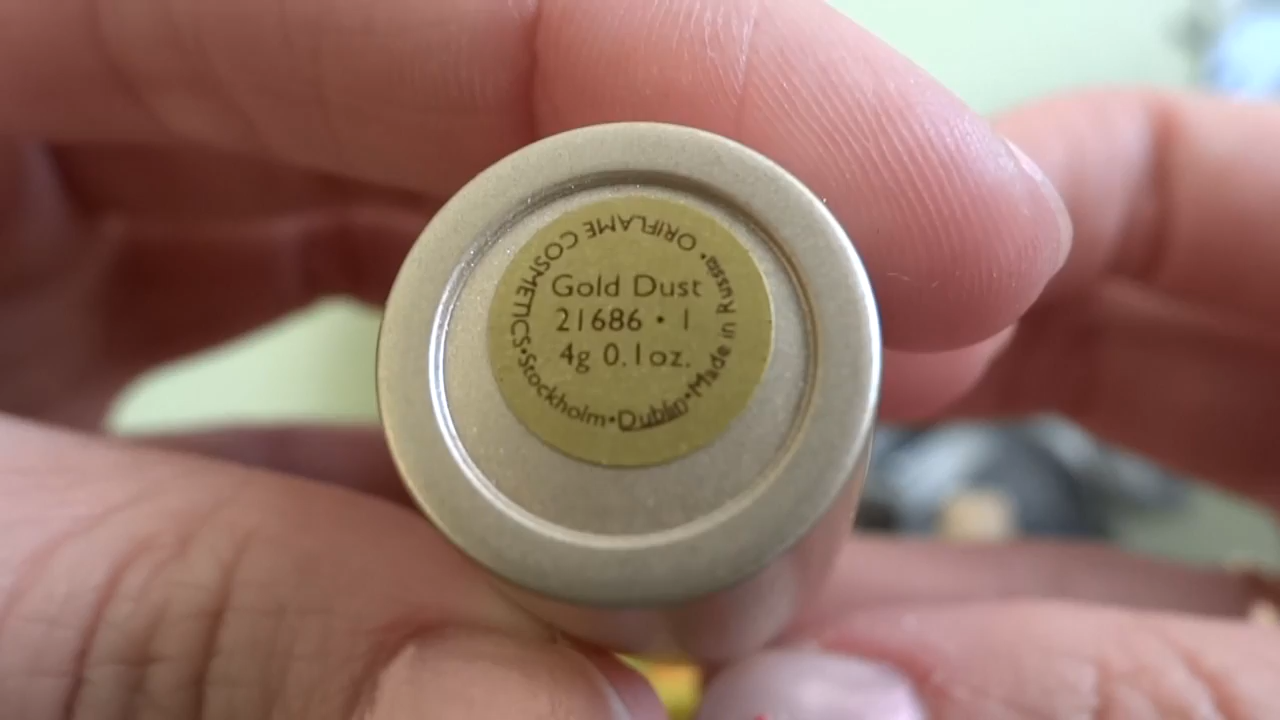 Gold Dust
21686 • 1
4g 0.1oz.
ORIFLAME COSMETICS•Stockholm•Dublin•Made in Russia•